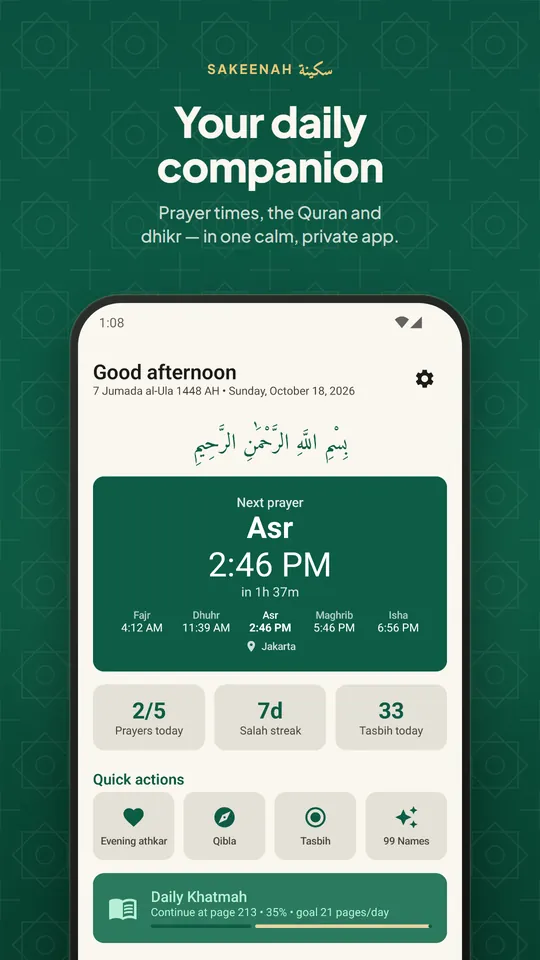 SAKEENAH سكينة
Your daily
companion
Prayer times, the Quran and
dhikr — in one calm, private app.
1:08
Good afternoon
7 Jumada al-Ula 1448 AH • Sunday, October 18, 2026
بِسْمِ اللَّهِ الرَّحْمَٰنِ الرَّحِيمِ
Next prayer
Asr
2:46 PM
in 1h 37m
Fajr Dhuhr Asr Maghrib Isha
4:12 AM 11:39 AM 2:46 PM 5:46 PM 6:56 PM
Jakarta
2/5 7d 33
Prayers today Salah streak Tasbih today
Quick actions
Evening athkar Qibla Tasbih 99 Names
Daily Khatmah
Continue at page 213 • 35% • goal 21 pages/day